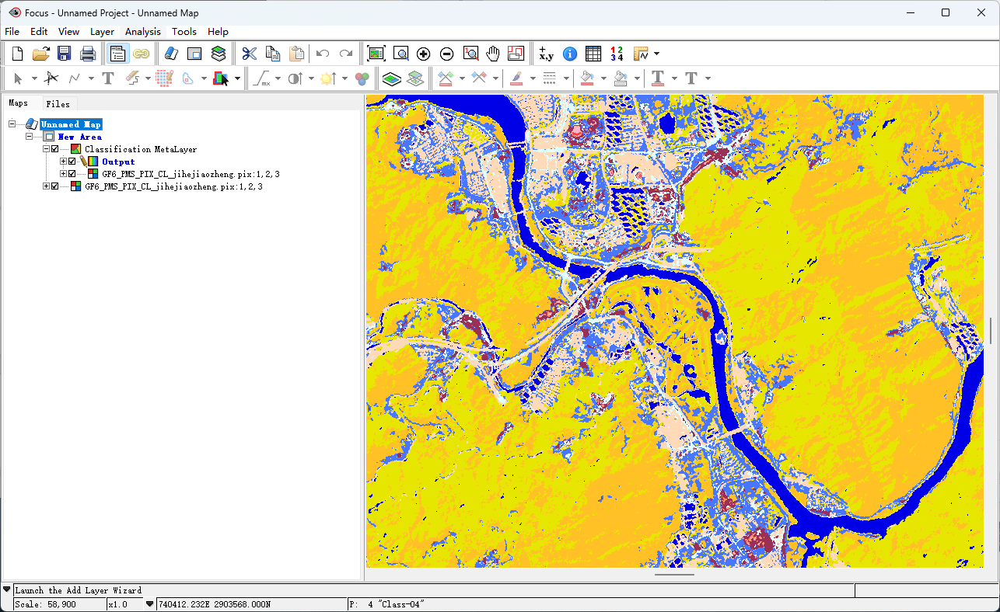 Focus - Unnamed Project - Unnamed Map
File Edit View Layer Analysis Tools Help
+x,y i 1 2 3 4
T T T
Maps Files
Unnamed Map
New Area
Classification MetaLayer
Output
GF6_PMS_PIX_CL_jihejiaozheng.pix:1,2,3
GF6_PMS_PIX_CL_jihejiaozheng.pix:1,2,3
Launch the Add Layer Wizard
Scale: 58,900 x1.0 740412.232E 2903568.000N P: 4 "Class-04"